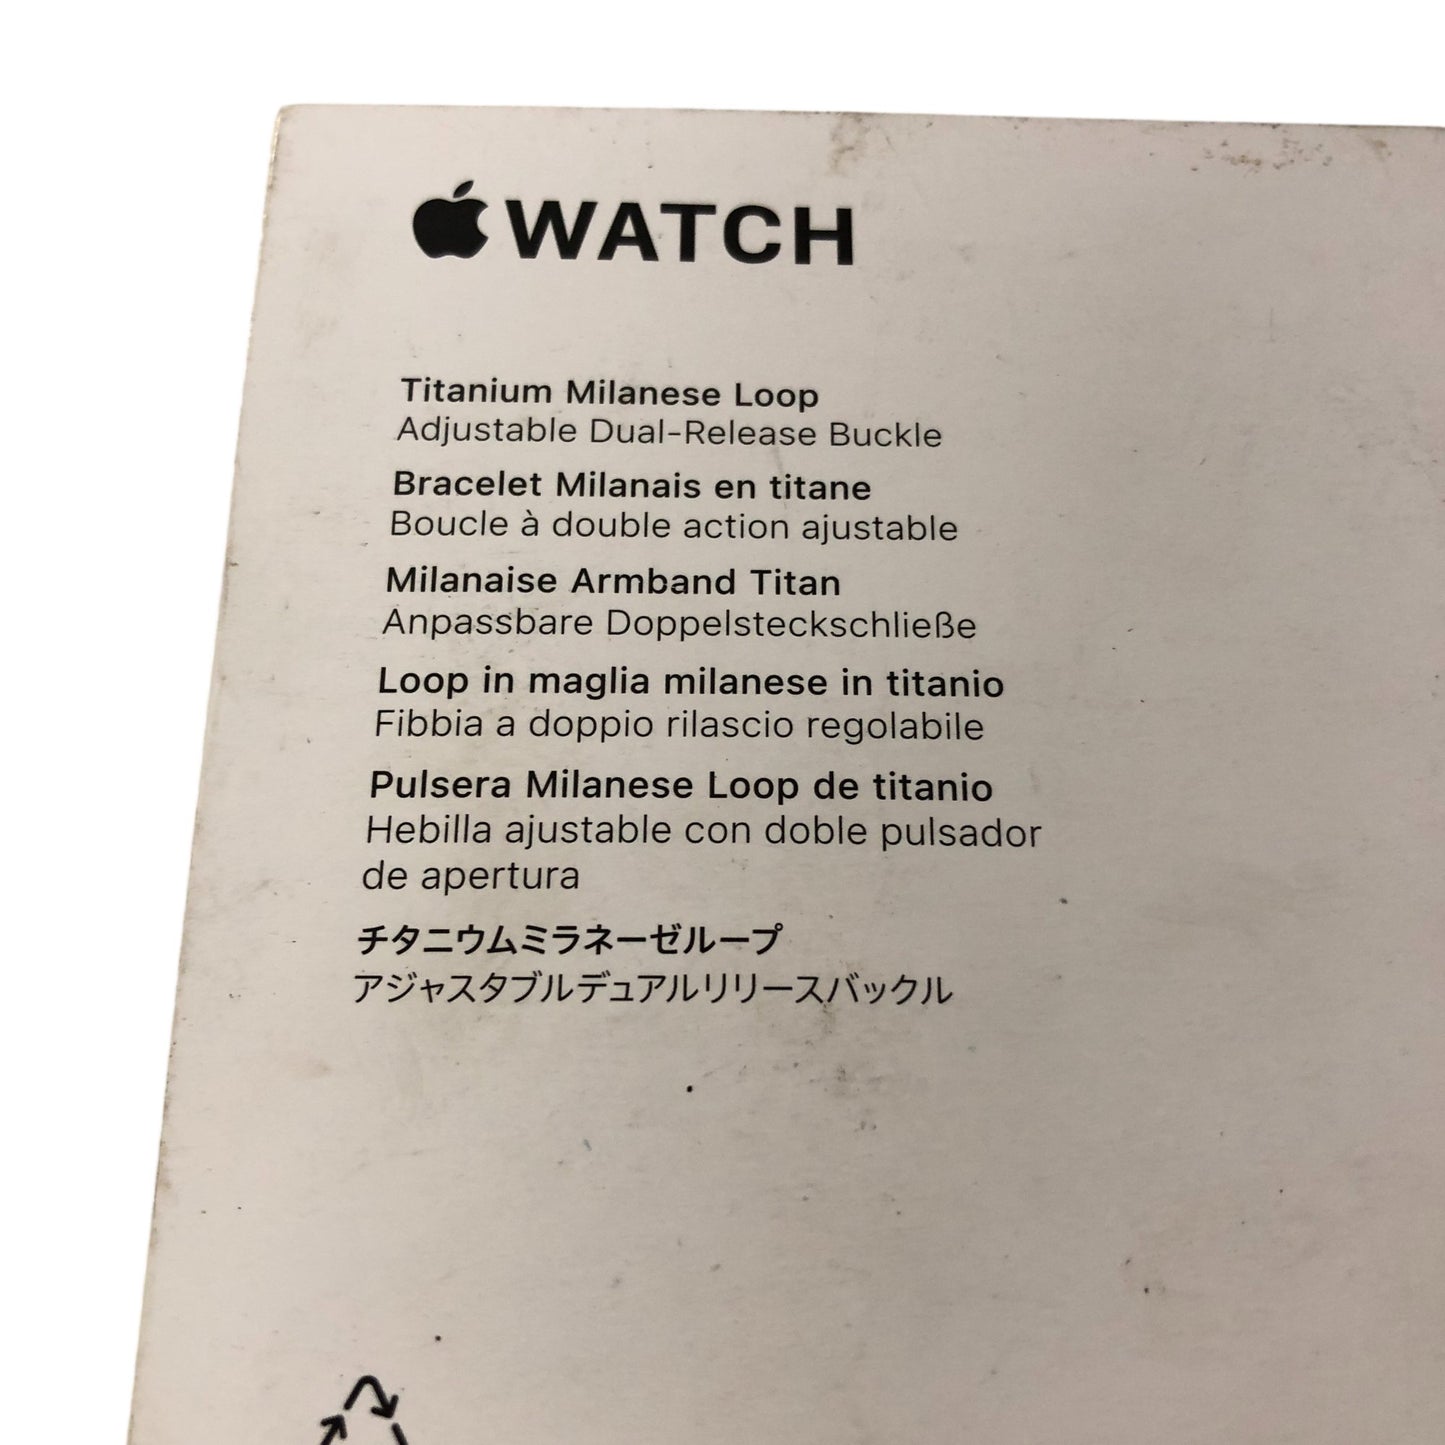 WATCH
Titanium Milanese Loop
Adjustable Dual-Release Buckle
Bracelet Milanais en titane
Boucle à double action ajustable
Milanaise Armband Titan
Anpassbare Doppelsteckschließe
Loop in maglia milanese in titanio
Fibbia a doppio rilascio regolabile
Pulsera Milanese Loop de titanio
Hebilla ajustable con doble pulsador
de apertura
チタニウムミラネーゼループ
アジャスタブルデュアルリリースバックル